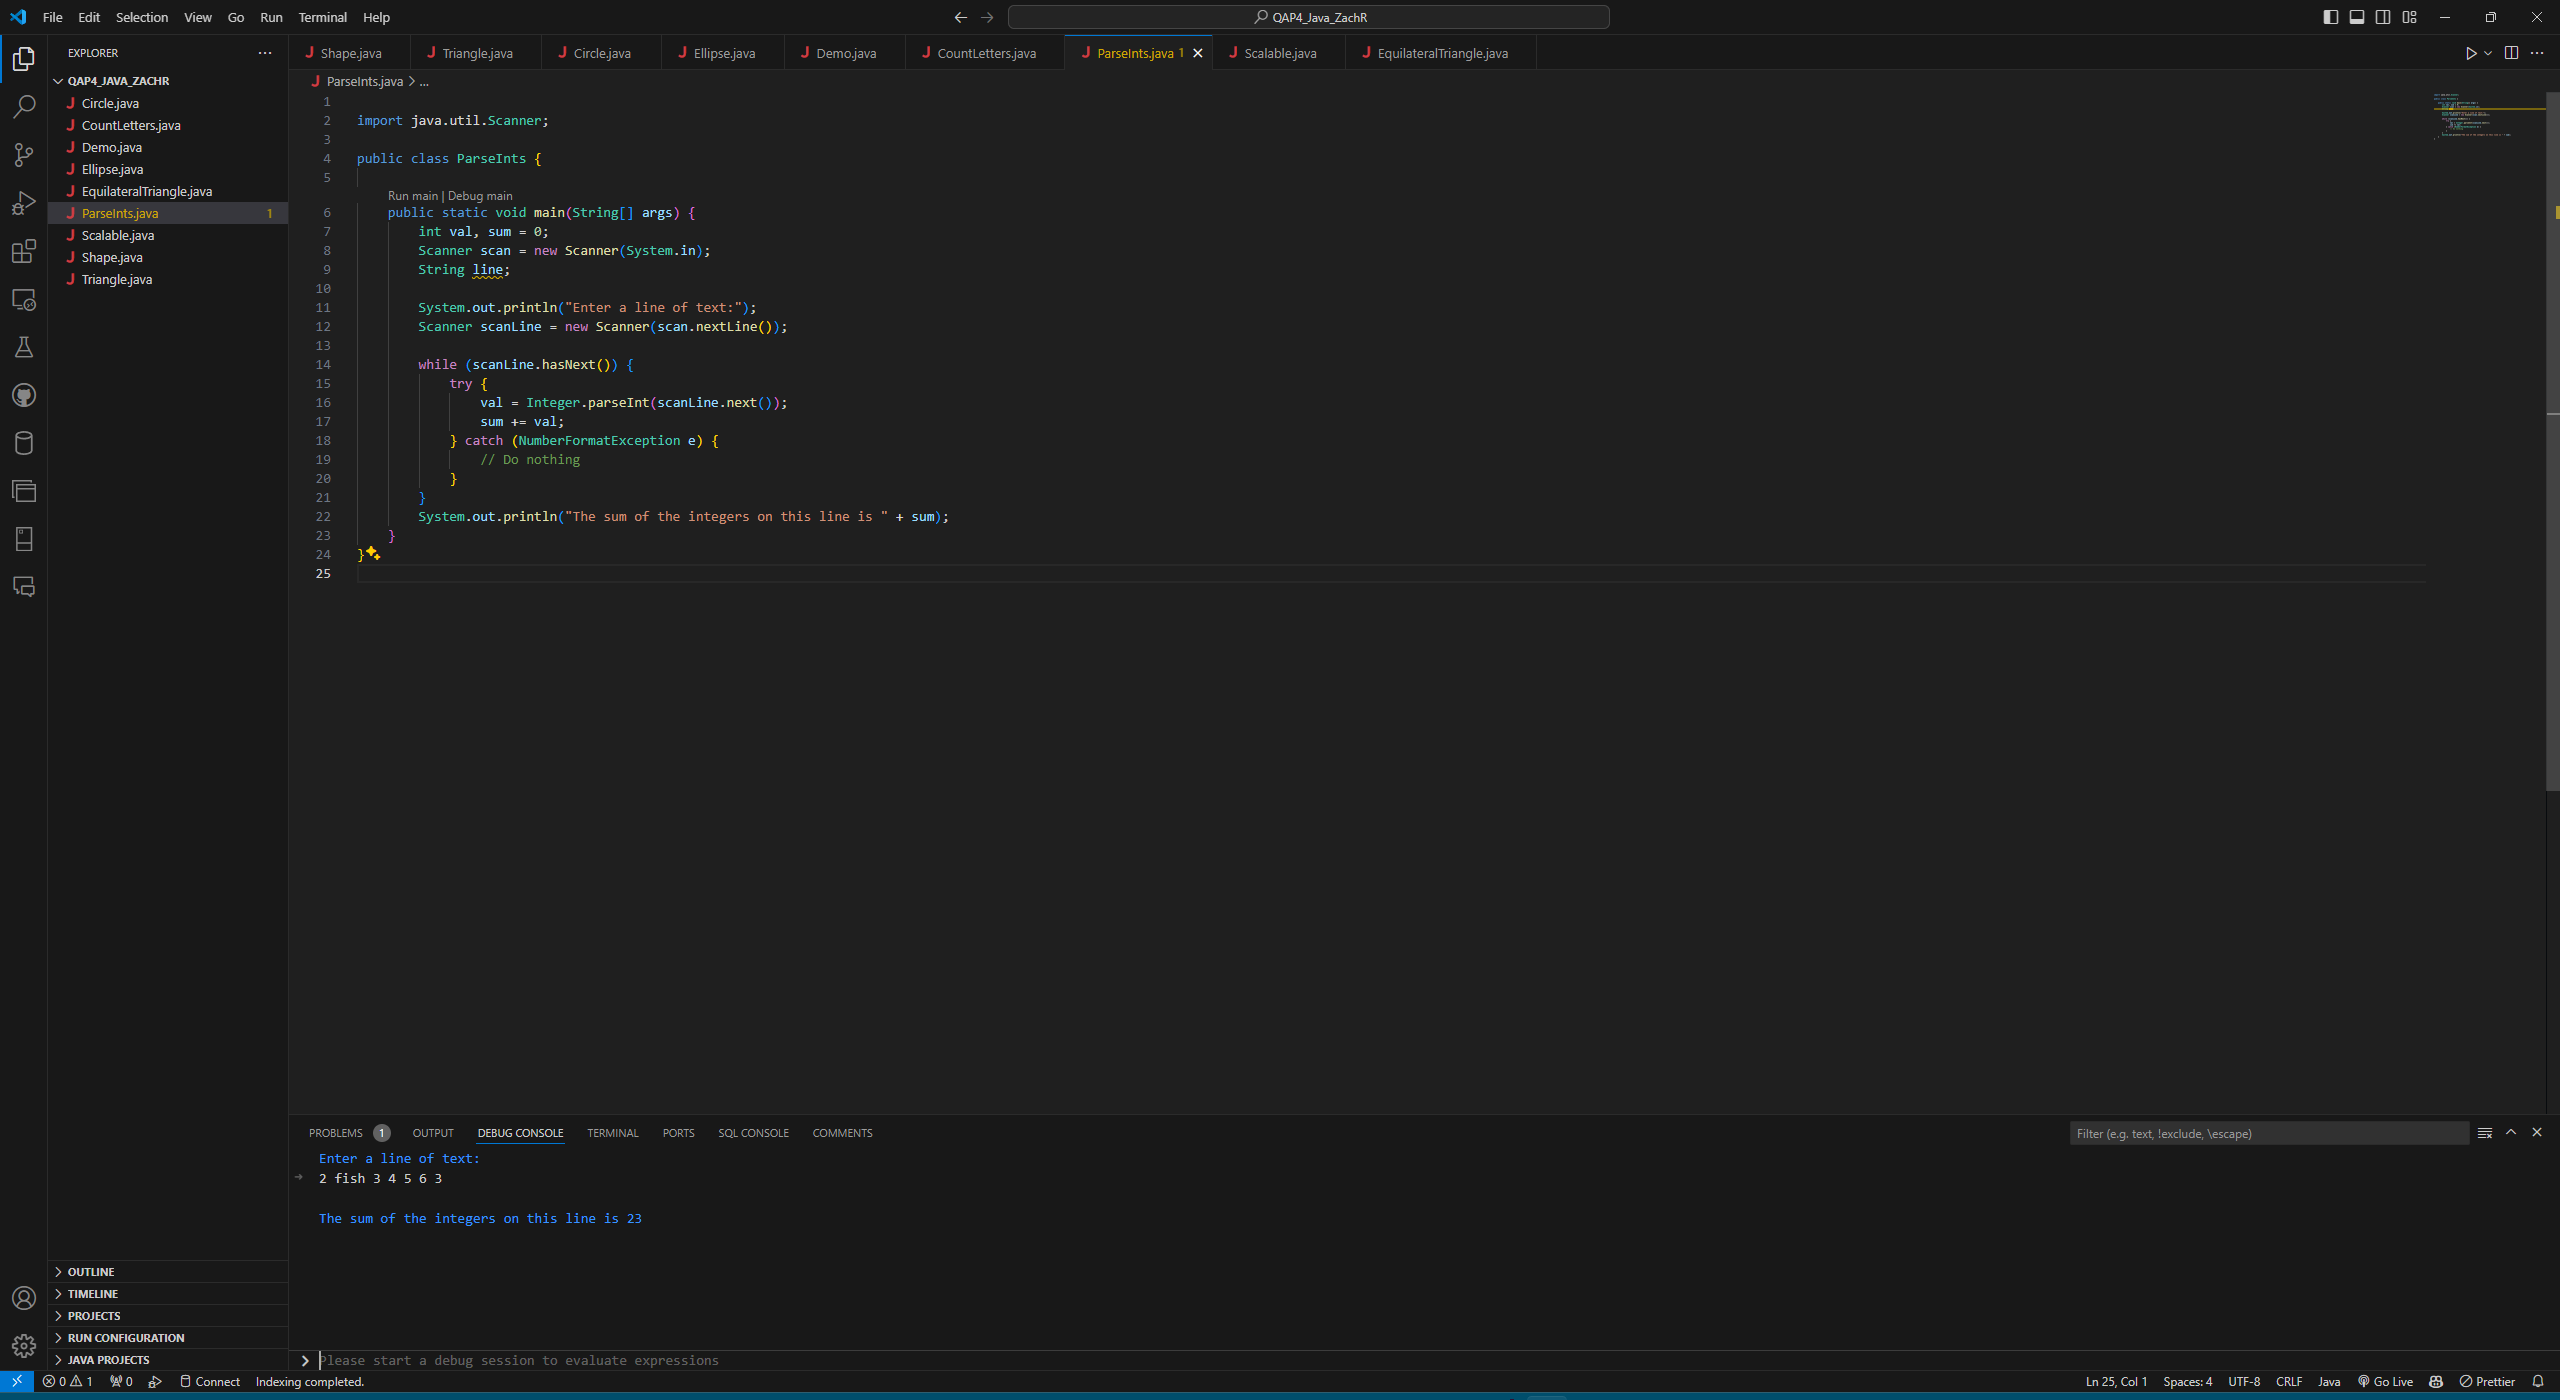 File Edit Selection View Go Run Terminal Help
QAP4_Java_ZachR
EXPLORER
QAP4_JAVA_ZACHR
Circle.java
CountLetters.java
Demo.java
Ellipse.java
EquilateralTriangle.java
ParseInts.java 1
Scalable.java
Shape.java
Triangle.java
OUTLINE
TIMELINE
PROJECTS
RUN CONFIGURATION
JAVA PROJECTS
Shape.java Triangle.java Circle.java Ellipse.java Demo.java CountLetters.java ParseInts.java 1 Scalable.java EquilateralTriangle.java
ParseInts.java > ...
1
2 import java.util.Scanner;
3
4 public class ParseInts {
5
Run main | Debug main
6 public static void main(String[] args) {
7 int val, sum = 0;
8 Scanner scan = new Scanner(System.in);
9 String line;
10
11 System.out.println("Enter a line of text:");
12 Scanner scanLine = new Scanner(scan.nextLine());
13
14 while (scanLine.hasNext()) {
15 try {
16 val = Integer.parseInt(scanLine.next());
17 sum += val;
18 } catch (NumberFormatException e) {
19 // Do nothing
20 }
21 }
22 System.out.println("The sum of the integers on this line is " + sum);
23 }
24 }
25
PROBLEMS 1 OUTPUT DEBUG CONSOLE TERMINAL PORTS SQL CONSOLE COMMENTS
Filter (e.g. text, !exclude, \escape)
Enter a line of text:
2 fish 3 4 5 6 3
The sum of the integers on this line is 23
Please start a debug session to evaluate expressions
0 1 0 Connect Indexing completed.
Ln 25, Col 1 Spaces: 4 UTF-8 CRLF Java Go Live Prettier